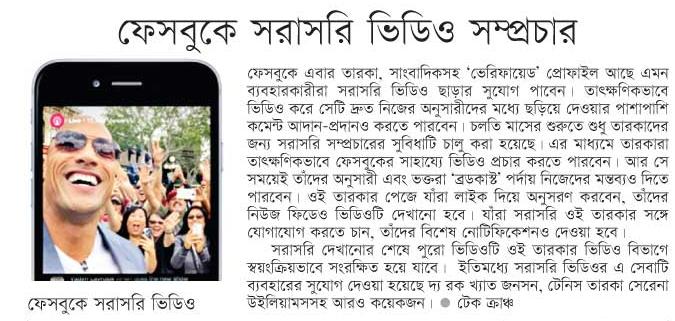 ফেসবুকে সরাসরি ভিডিও সম্প্রচার
ফেসবুকে এবার তারকা, সাংবাদিকসহ ‘ভেরিফায়েড’ প্রোফাইল আছে এমন
ব্যবহারকারীরা সরাসরি ভিডিও ছাড়ার সুযোগ পাবেন। তাৎক্ষণিকভাবে
ভিডিও করে সেটি দ্রুত নিজের অনুসারীদের মধ্যে ছড়িয়ে দেওয়ার পাশাপাশি
কমেন্ট আদান-প্রদানও করতে পারবেন। চলতি মাসের শুরুতে শুধু তারকাদের
জন্য সরাসরি সম্প্রচারের সুবিধাটি চালু করা হয়েছে। এর মাধ্যমে তারকারা
তাৎক্ষণিকভাবে ফেসবুকের সাহায্যে ভিডিও প্রচার করতে পারবেন। আর সে
সময়েই তাঁদের অনুসারী এবং ভক্তরা ‘ব্রডকাস্ট’ পর্দায় নিজেদের মন্তব্যও দিতে
পারবেন। ওই তারকার পেজে যাঁরা লাইক দিয়ে অনুসরণ করবেন, তাঁদের
নিউজ ফিডেও ভিডিওটি দেখানো হবে। যাঁরা সরাসরি ওই তারকার সঙ্গে
যোগাযোগ করতে চান, তাঁদের বিশেষ নোটিফিকেশনও দেওয়া হবে।
সরাসরি দেখানোর শেষে পুরো ভিডিওটি ওই তারকার ভিডিও বিভাগে
স্বয়ংক্রিয়ভাবে সংরক্ষিত হয়ে যাবে। ইতিমধ্যে সরাসরি ভিডিওর এ সেবাটি
ব্যবহারের সুযোগ দেওয়া হয়েছে দ্য রক খ্যাত জনসন, টেনিস তারকা সেরেনা
উইলিয়ামসসহ আরও কয়েকজন। ● টেক ক্রাঞ্চ
Live
ফেসবুকে সরাসরি ভিডিও